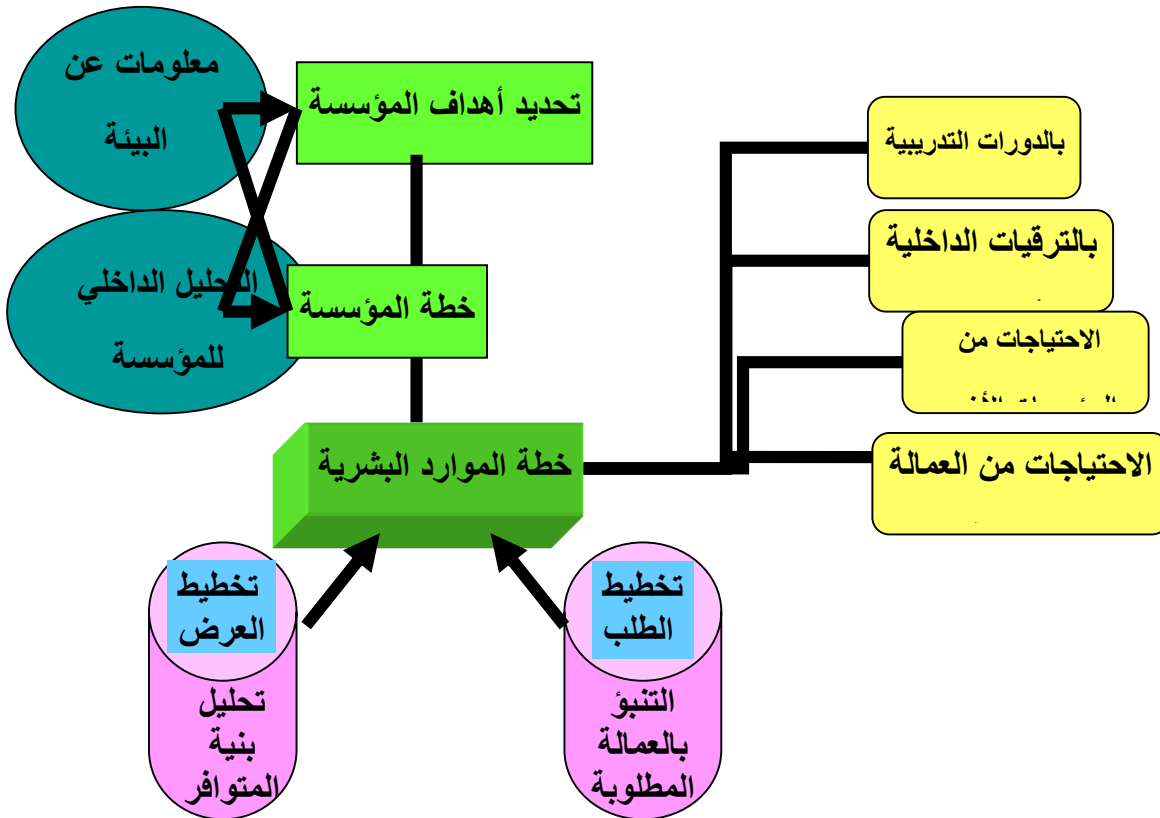 معلومات عن
البيئة
تحديد أهداف المؤسسة
التحليل الداخلي
للمؤسسة
خطة المؤسسة
خطة الموارد البشرية
بالدورات التدريبية
بالترقيات الداخلية
الاحتياجات من
الاحتياجات من العمالة
تخطيط
العرض
تحليل
بنية
المتوافر
تخطيط
الطلب
التنبؤ
بالعمالة
المطلوبة